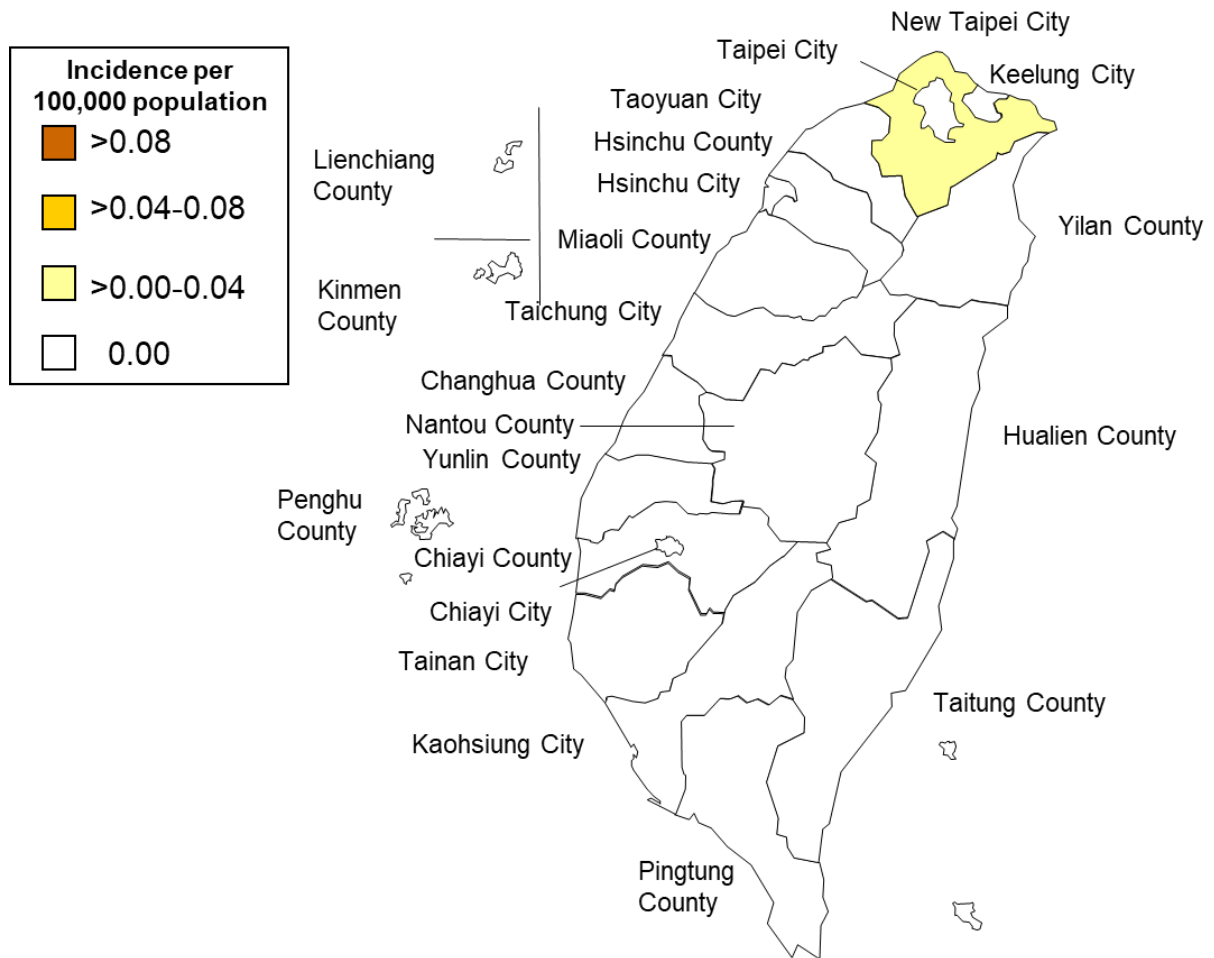 Incidence per
100,000 population
>0.08
>0.04-0.08
>0.00-0.04
0.00
New Taipei City
Taipei City
Keelung City
Taoyuan City
Hsinchu County
Hsinchu City
Lienchiang
County
Yilan County
Miaoli County
Kinmen
County
Taichung City
Changhua County
Nantou County
Hualien County
Yunlin County
Penghu
County
Chiayi County
Chiayi City
Tainan City
Taitung County
Kaohsiung City
Pingtung
County